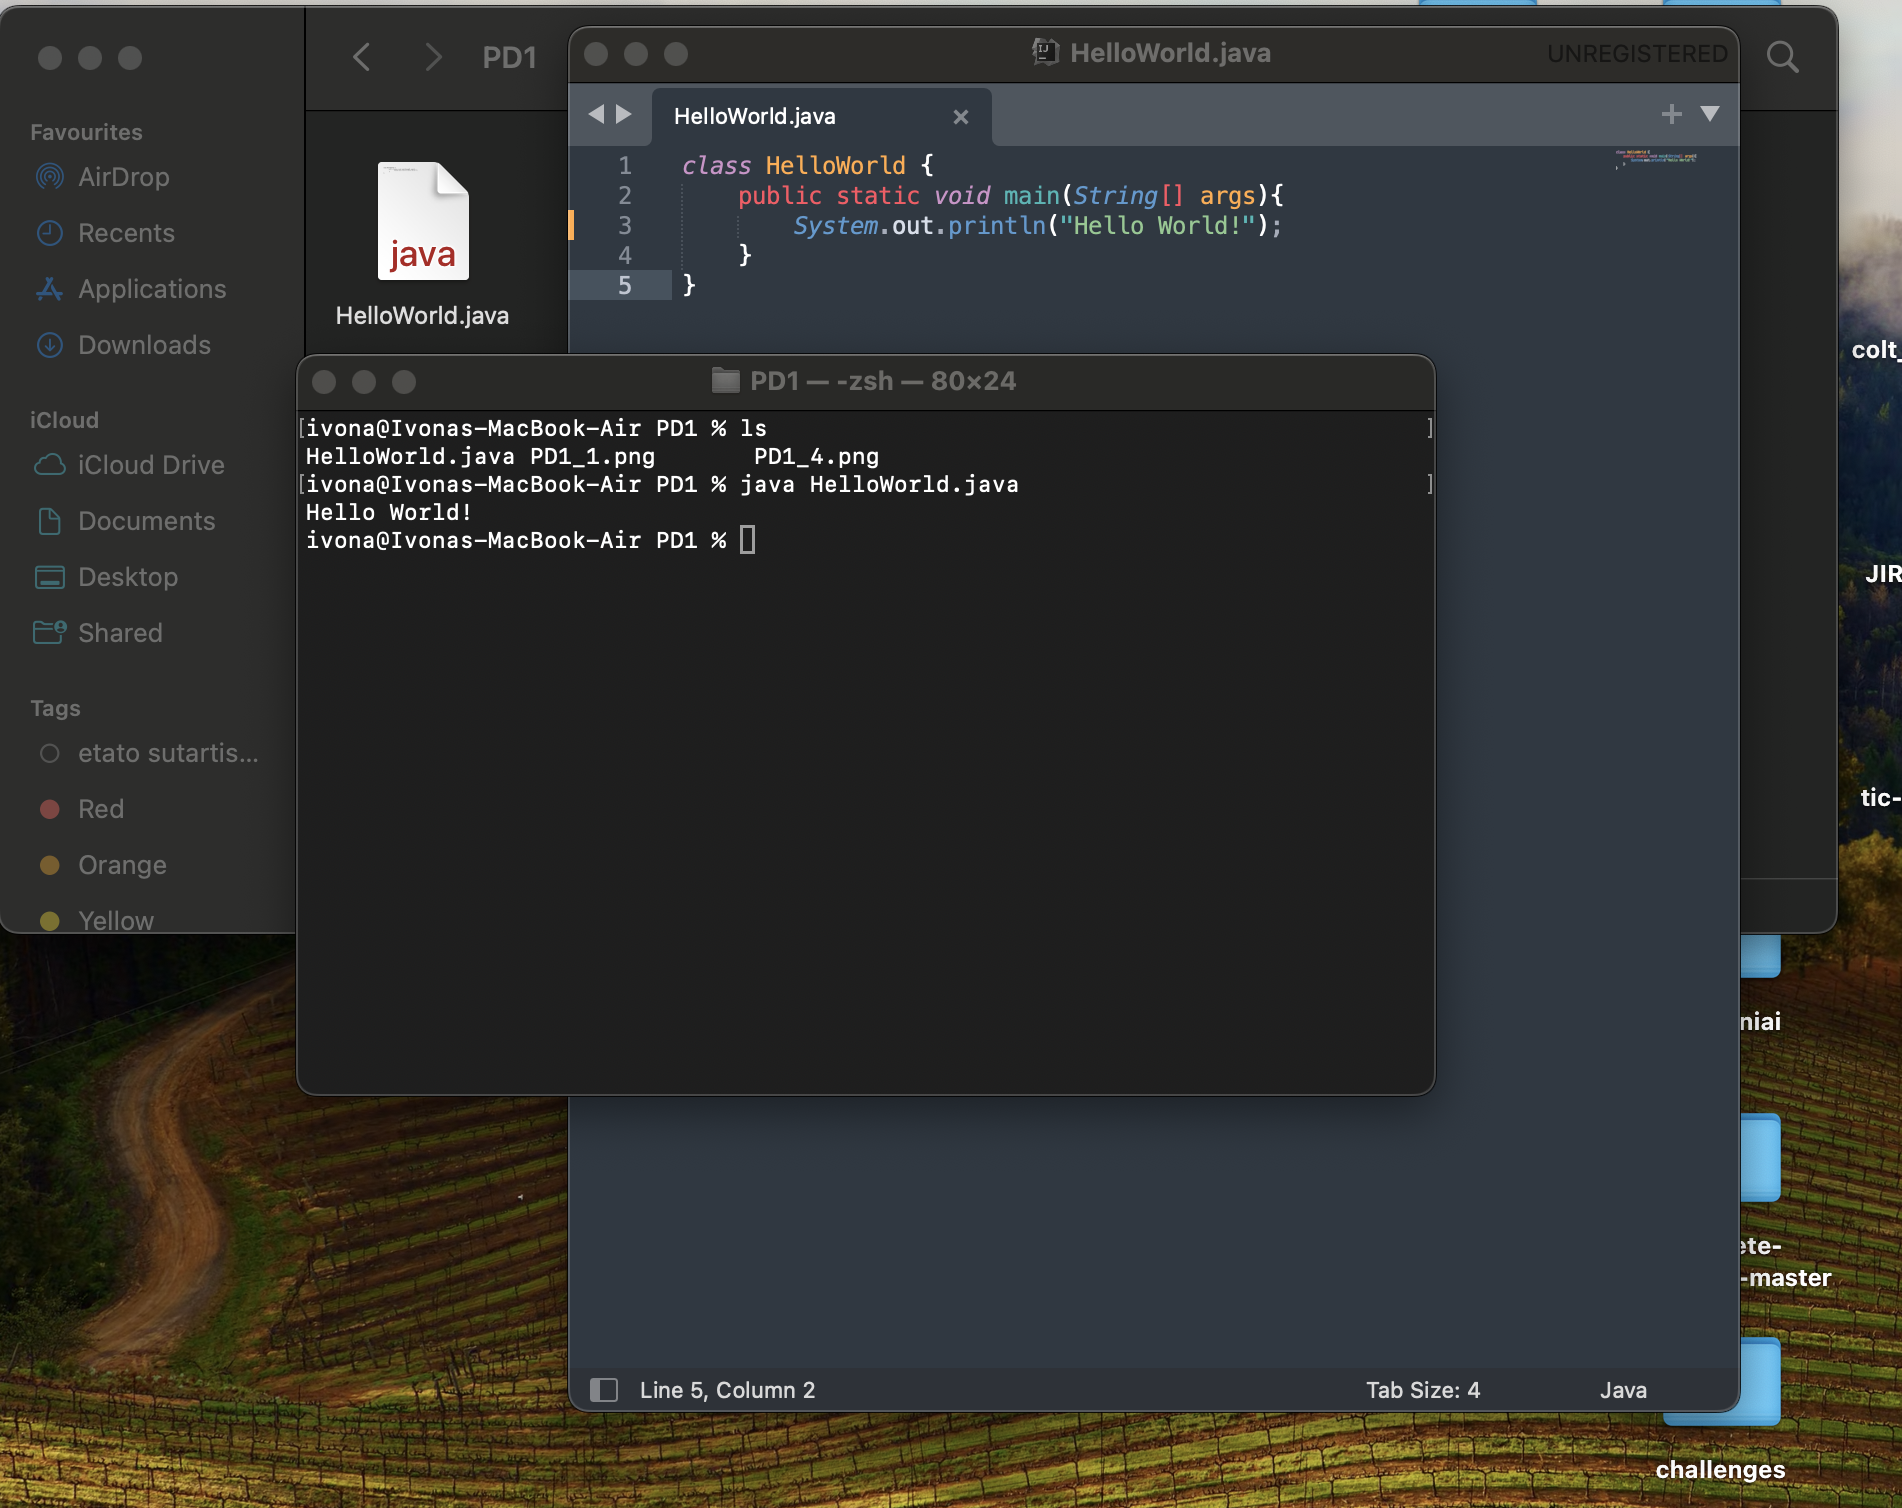 PD1
Favourites
AirDrop
Recents
Applications
Downloads
iCloud
iCloud Drive
Documents
Desktop
Shared
Tags
etato sutartis...
Red
Orange
Yellow
java
HelloWorld.java
HelloWorld.java
UNREGISTERED
HelloWorld.java
1 class HelloWorld {
2 public static void main(String[] args){
3 System.out.println("Hello World!");
4 }
5 }
PD1 — -zsh — 80×24
[ivona@Ivonas-MacBook-Air PD1 % ls ]
HelloWorld.java PD1_1.png PD1_4.png
[ivona@Ivonas-MacBook-Air PD1 % java HelloWorld.java ]
Hello World!
ivona@Ivonas-MacBook-Air PD1 %
Line 5, Column 2
Tab Size: 4
Java
colt_
JIR
tic-
niai
ete-
-master
challenges